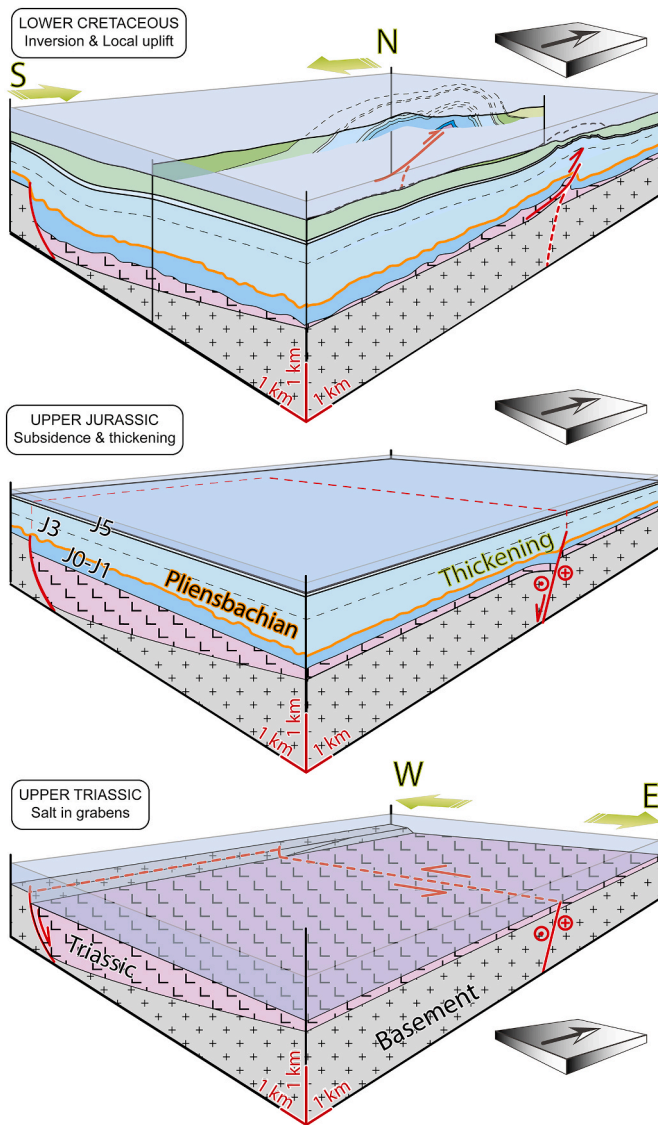 LOWER CRETACEOUS
Inversion & Local uplift
S
N
1 km
1 km
1 km
UPPER JURASSIC
Subsidence & thickening
J3
J5
J0-J1
Pliensbachian
Thickening
1 km
1 km
1 km
UPPER TRIASSIC
Salt in grabens
W
E
Triassic
Basement
1 km
1 km
1 km